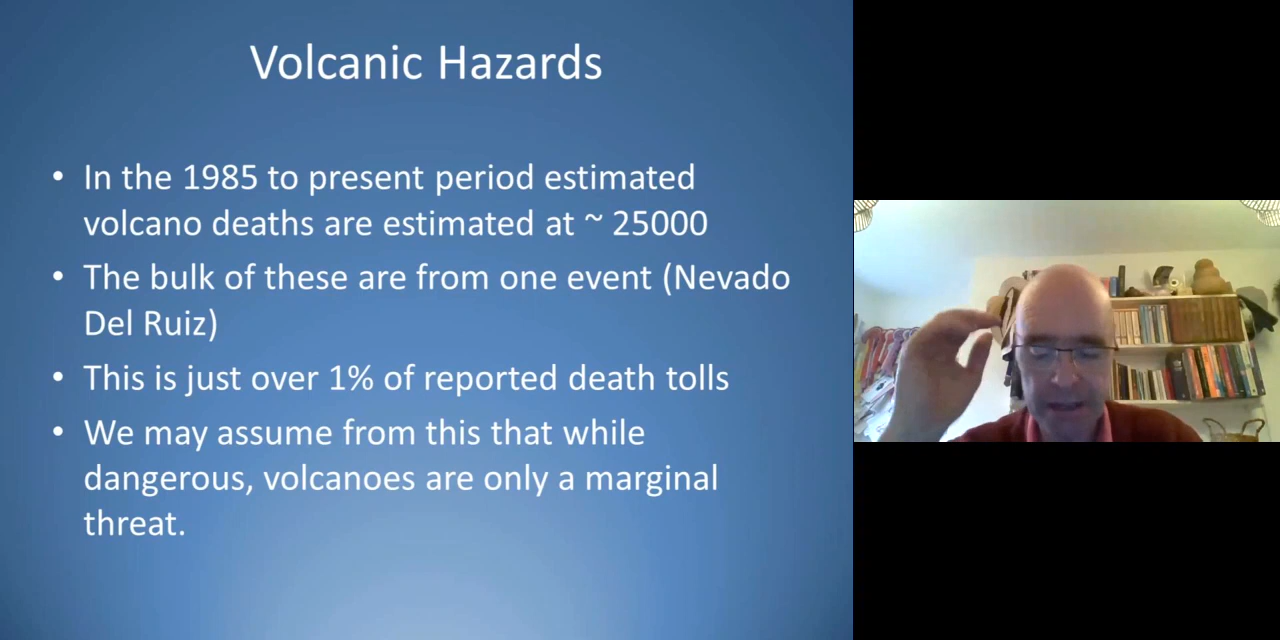 Volcanic Hazards
• In the 1985 to present period estimated
volcano deaths are estimated at ~ 25000
• The bulk of these are from one event (Nevado
Del Ruiz)
• This is just over 1% of reported death tolls
• We may assume from this that while
dangerous, volcanoes are only a marginal
threat.